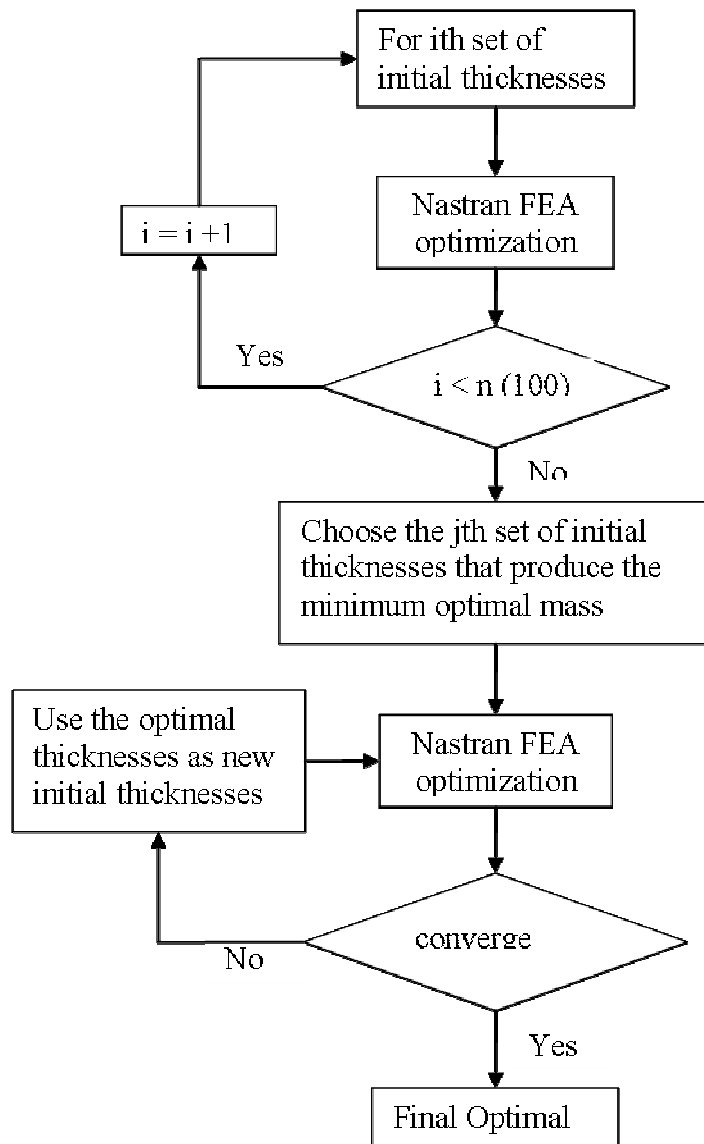 For ith set of
initial thicknesses
Nastran FEA
optimization
i = i +1
Yes
i < n (100)
No
Choose the jth set of initial
thicknesses that produce the
minimum optimal mass
Use the optimal
thicknesses as new
initial thicknesses
Nastran FEA
optimization
converge
No
Yes
Final Optimal